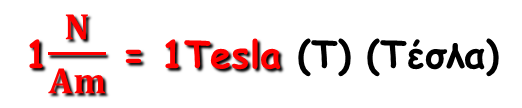 1 N/Am = 1Tesla (T) (Τέσλα)